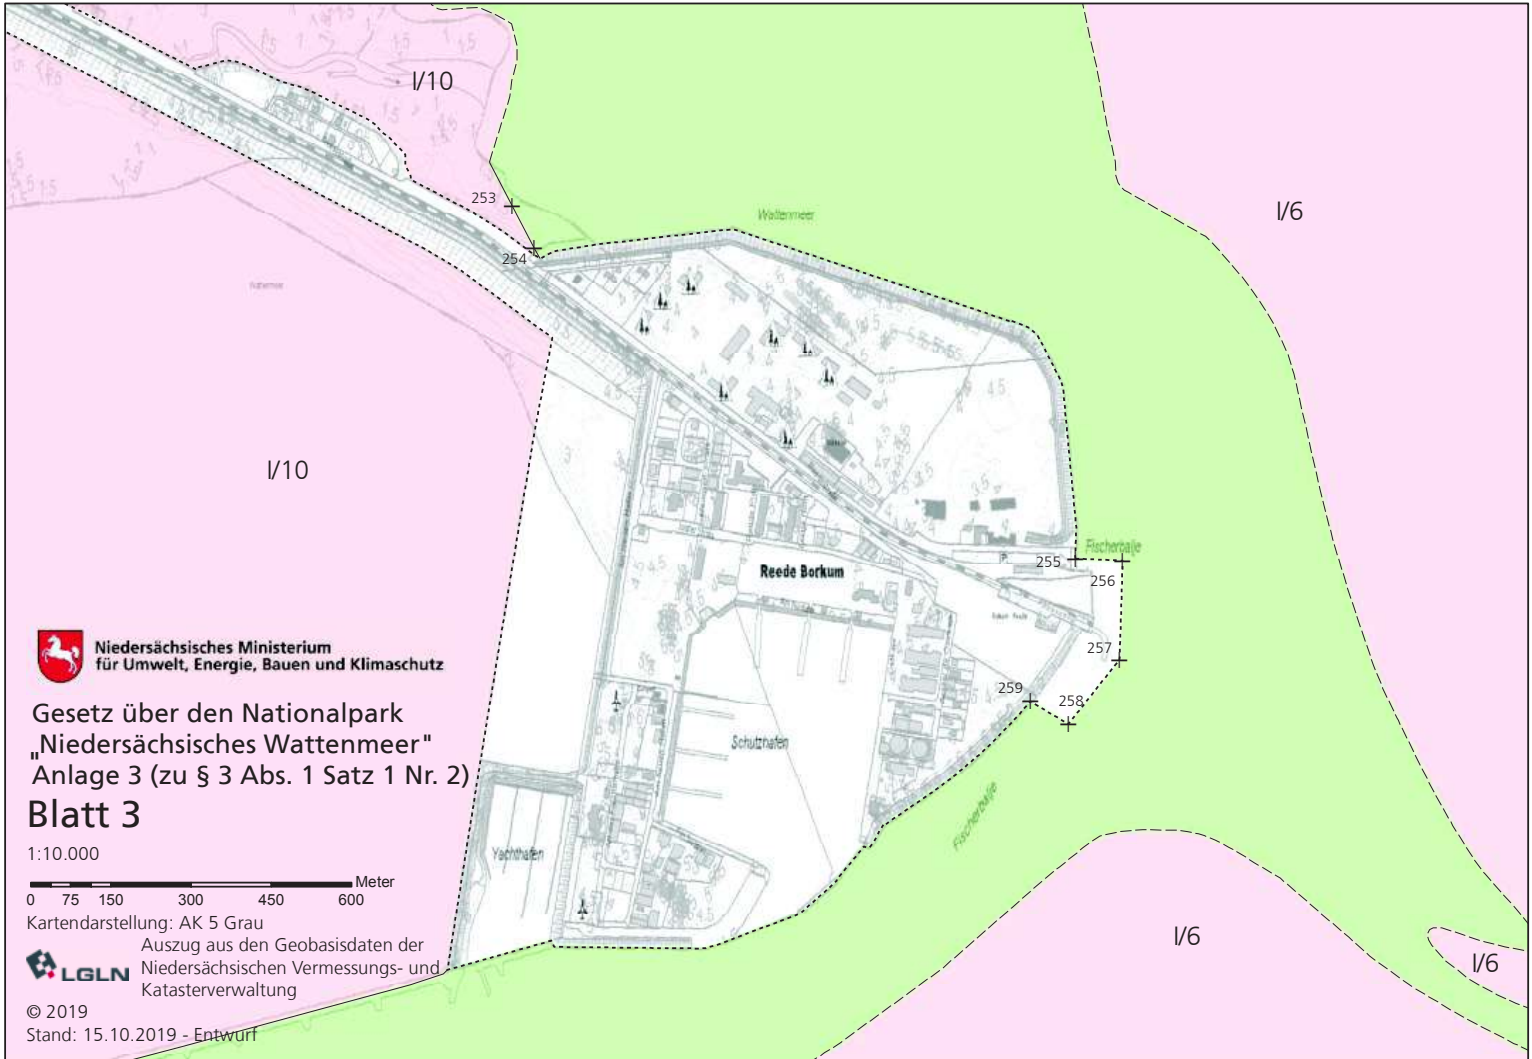 I/10
253
254
Wattenmeer
I/6
I/10
Reede Borkum
Fischerbalje
255
256
257
258
259
Schutzhafen
Fischerbalje
Yachthafen
I/6
I/6
Niedersächsisches Ministerium
für Umwelt, Energie, Bauen und Klimaschutz
Gesetz über den Nationalpark
"Niedersächsisches Wattenmeer"
Anlage 3 (zu § 3 Abs. 1 Satz 1 Nr. 2)
Blatt 3
1:10.000
Meter
0 75 150 300 450 600
Kartendarstellung: AK 5 Grau
LGLN
Auszug aus den Geobasisdaten der
Niedersächsischen Vermessungs- und
Katasterverwaltung
© 2019
Stand: 15.10.2019 - Entwurf